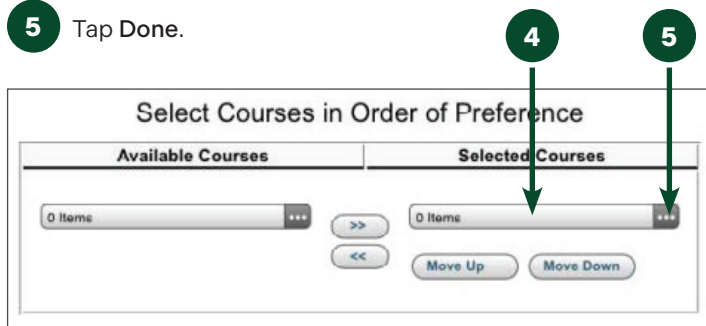 5 Tap Done.
4 5
Select Courses in Order of Preference
Available Courses Selected Courses
0 Items ... >> 0 Items ...
<<
Move Up Move Down